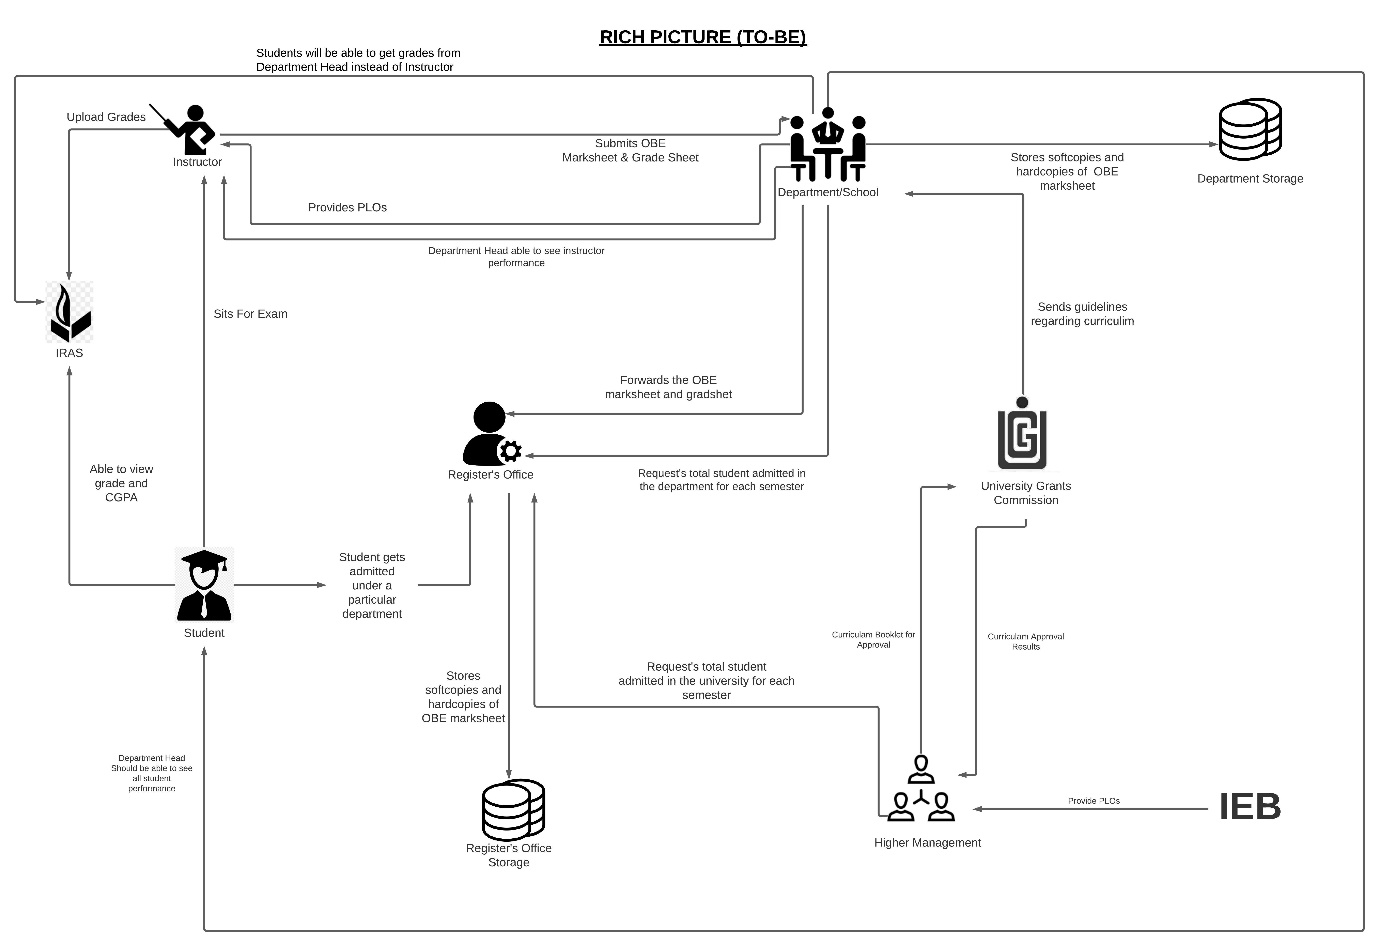 RICH PICTURE (TO-BE)
Students will be able to get grades from
Department Head instead of Instructor
Upload Grades
Instructor
Submits OBE
Marksheet & Grade Sheet
Department/School
Stores softcopies and
hardcopies of OBE
marksheet
Department Storage
Provides PLOs
Department Head able to see instructor
performance
Sits For Exam
Sends guidelines
regarding curriculim
IRAS
Forwards the OBE
marksheet and gradshet
Register's Office
Request's total student admitted in
the department for each semester
UGC
University Grants
Commission
Able to view
grade and
CGPA
Student gets
admitted
under a
particular
department
Student
Curriculam Booklet for
Approval
Curriculam Approval
Results
Stores
softcopies and
hardcopies of
OBE marksheet
Request's total student
admitted in the university for each
semester
Department Head
Should be able to see
all student
performance
Provide PLOs
IEB
Higher Management
Register's Office
Storage